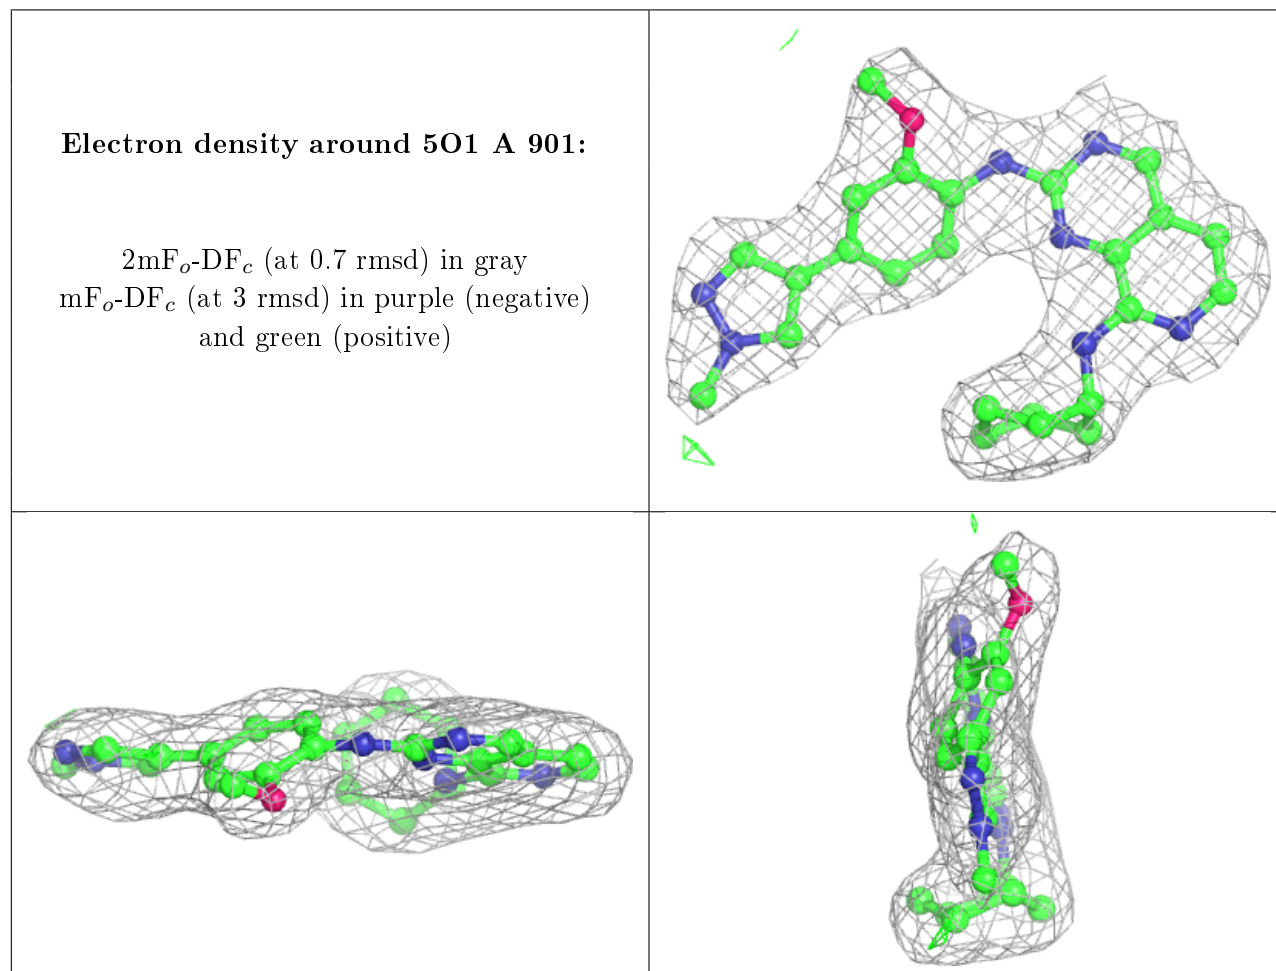 Electron density around 5O1 A 901:
2mFₒ-DF𝑐 (at 0.7 rmsd) in gray
mFₒ-DF𝑐 (at 3 rmsd) in purple (negative)
and green (positive)